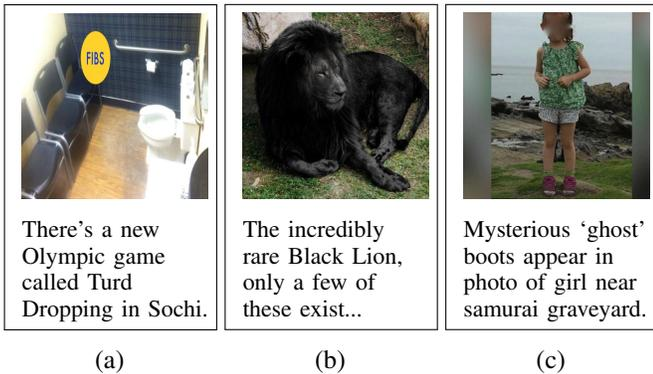 FIBS
There's a new
Olympic game
called Turd
Dropping in Sochi.
(a)
The incredibly
rare Black Lion,
only a few of
these exist...
(b)
Mysterious ‘ghost’
boots appear in
photo of girl near
samurai graveyard.
(c)